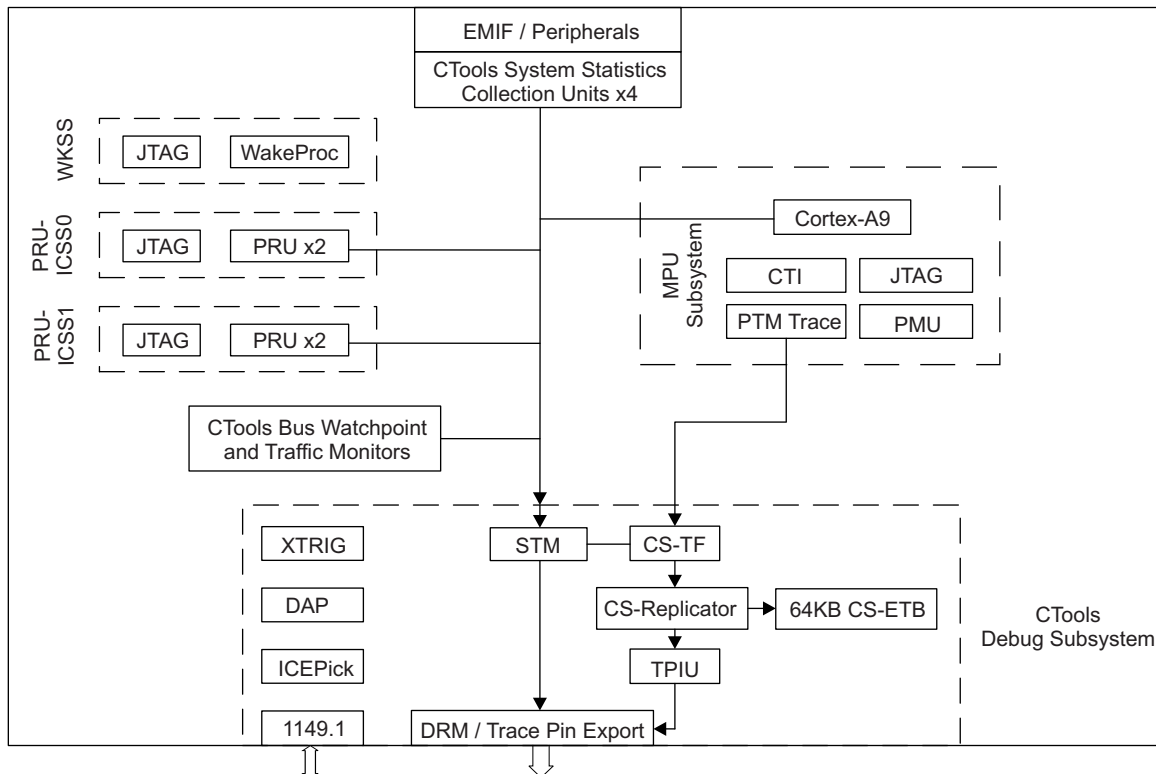 EMIF / Peripherals
CTools System Statistics
Collection Units x4
WKSS
JTAG
WakeProc
PRU-
ICSS0
JTAG
PRU x2
PRU-
ICSS1
JTAG
PRU x2
MPU
Subsystem
Cortex-A9
CTI
JTAG
PTM Trace
PMU
CTools Bus Watchpoint
and Traffic Monitors
XTRIG
STM
CS-TF
DAP
CS-Replicator
64KB CS-ETB
CTools
Debug Subsystem
ICEPick
TPIU
1149.1
DRM / Trace Pin Export